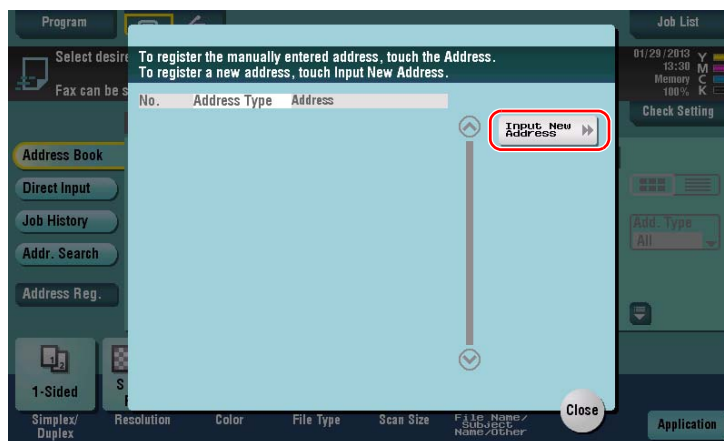 Program
Job List
Select desire
Fax can be s
To register the manually entered address, touch the Address.
To register a new address, touch Input New Address.
01/29/2013
13:30
Memory
100%
Y
M
C
K
Check Setting
No.
Address Type
Address
Input New
Address
Address Book
Direct Input
Job History
Addr. Search
Address Reg.
Add. Type
All
1-Sided
S
Simplex/
Duplex
Resolution
Color
File Type
Scan Size
File Name/
Subject
Name/Other
Close
Application